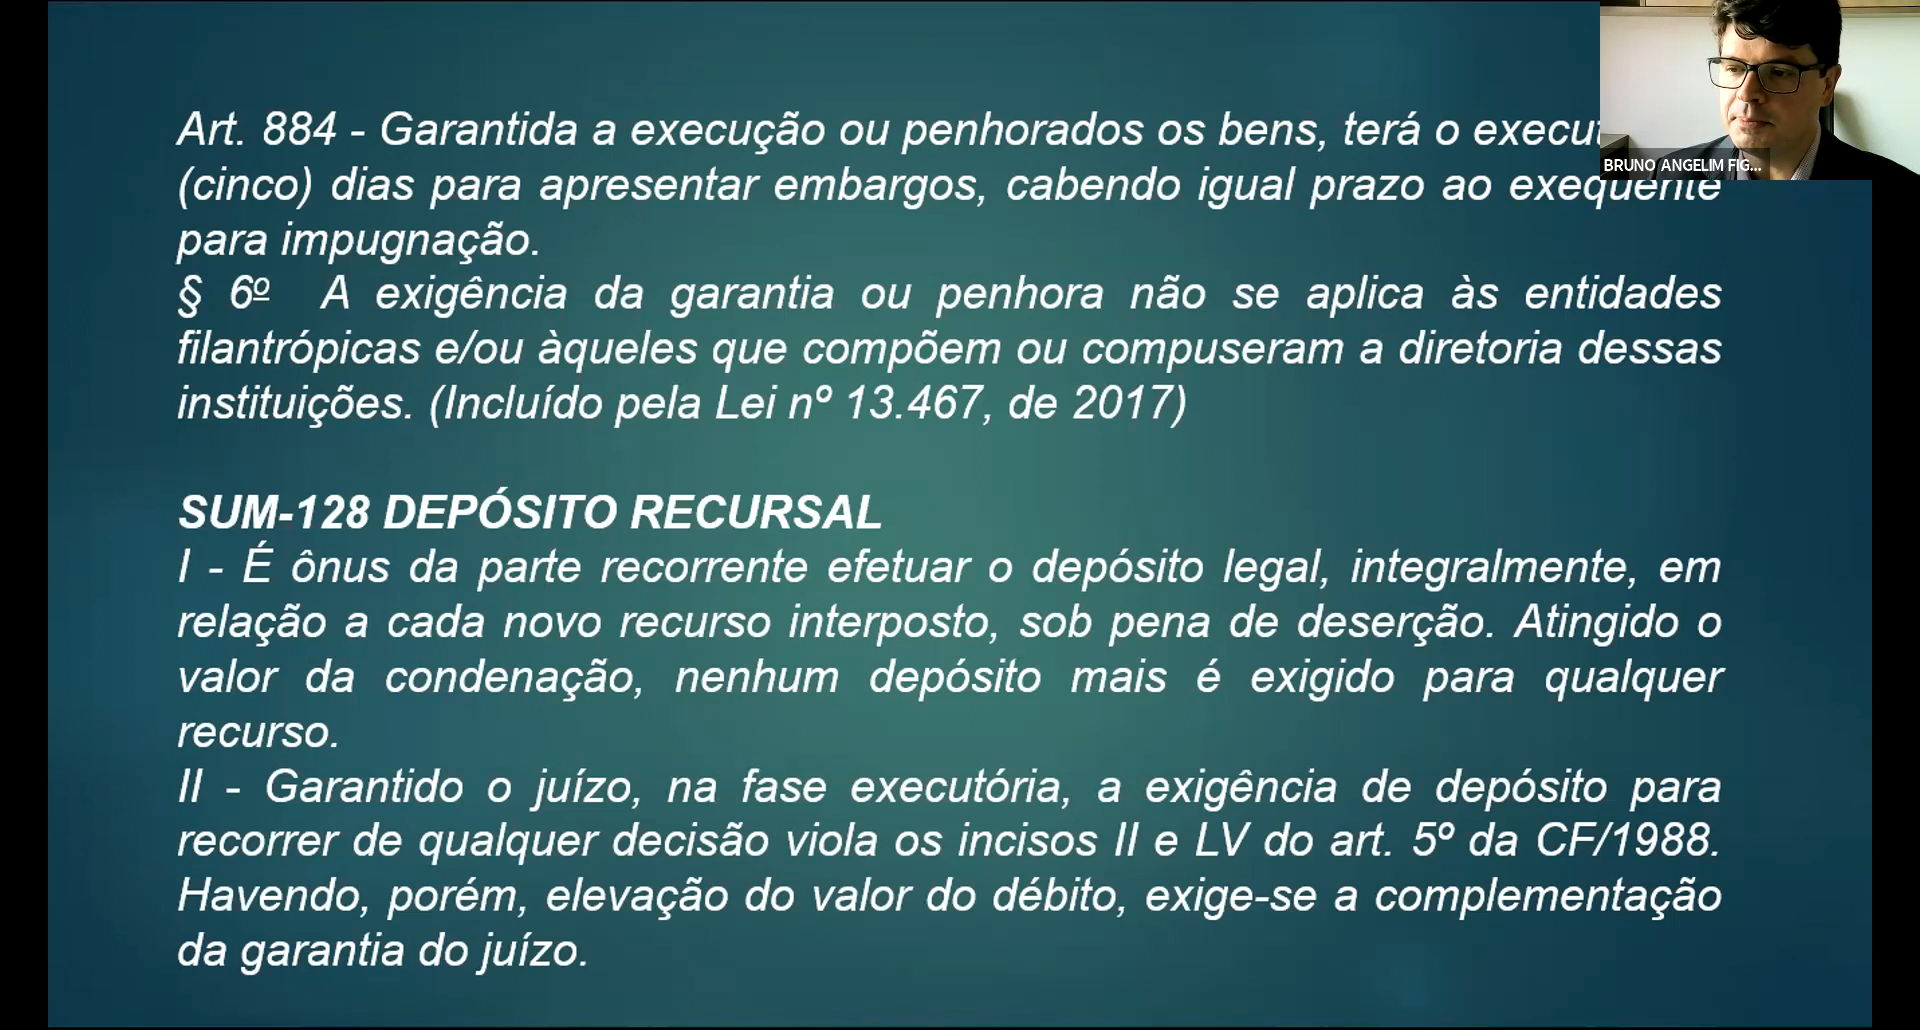 Art. 884 - Garantida a execução ou penhorados os bens, terá o
(cinco) dias para apresentar embargos, cabendo igual prazo ao exequente
para impugnação.
§ 6º A exigência da garantia ou penhora não se aplica às entidades
filantrópicas e/ou àqueles que compõem ou compuseram a diretoria dessas
instituições. (Incluído pela Lei nº 13.467, de 2017)
SUM-128 DEPÓSITO RECURSAL
I - É ônus da parte recorrente efetuar o depósito legal, integralmente, em
relação a cada novo recurso interposto, sob pena de deserção. Atingido o
valor da condenação, nenhum depósito mais é exigido para qualquer
recurso.
II - Garantido o juízo, na fase executória, a exigência de depósito para
recorrer de qualquer decisão viola os incisos II e LV do art. 5º da CF/1988.
Havendo, porém, elevação do valor do débito, exige-se a complementação
da garantia do juízo.
BRUNO ANGELIM FIG...